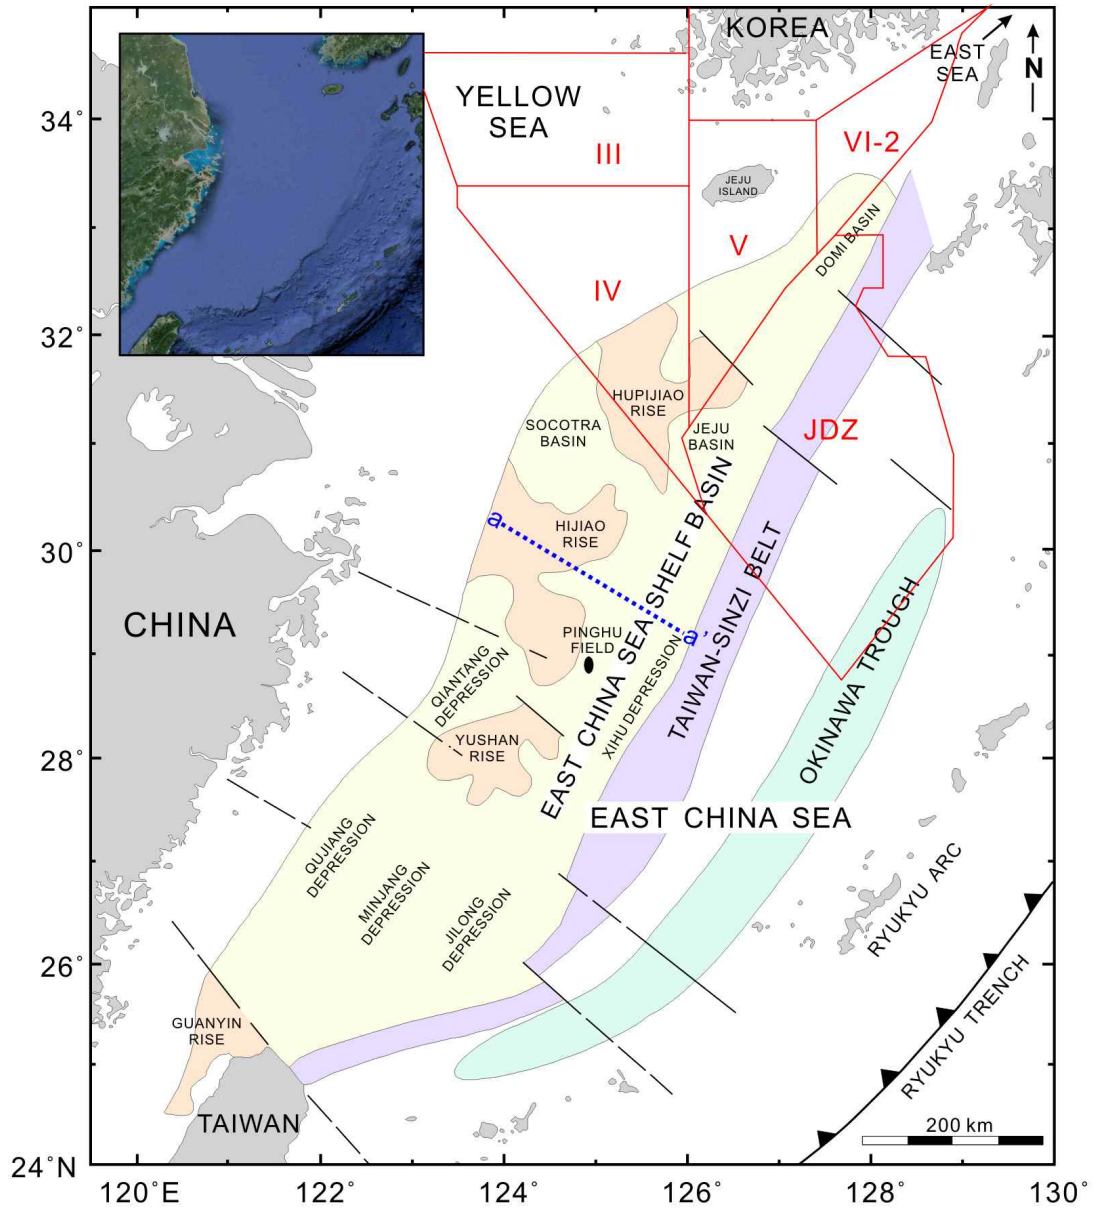 KOREA
EAST
SEA
N
YELLOW
SEA
34°
III
VI-2
JEJU
ISLAND
V
DOMI BASIN
IV
32°
HUPIJIAO
RISE
SOCOTRA
BASIN
JEJU
BASIN
JDZ
a
HIJIAO
RISE
30°
EAST CHINA SEA SHELF BASIN
TAIWAN-SINZI BELT
CHINA
PINGHU
FIELD
a'
OKINAWA TROUGH
QIANTANG
DEPRESSION
XIHU DEPRESSION
YUSHAN
RISE
28°
EAST CHINA SEA
QUJIANG
DEPRESSION
MINJANG
DEPRESSION
JILONG
DEPRESSION
RYUKYU ARC
26°
RYUKYU TRENCH
GUANYIN
RISE
TAIWAN
200 km
24°N
120°E
122°
124°
126°
128°
130°